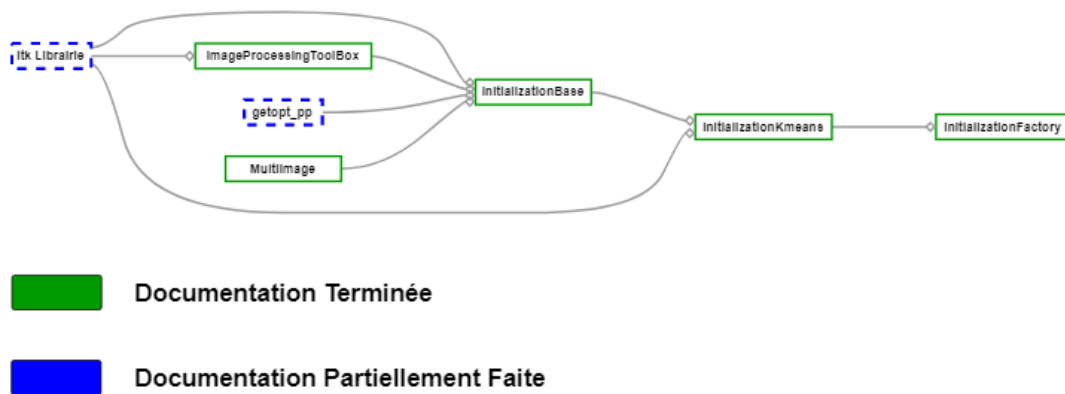 Itk Librairie
ImageProcessingToolBox
InitializationBase
getopt_pp
InitializationKmeans
InitializationFactory
MultiImage
Documentation Terminée
Documentation Partiellement Faite